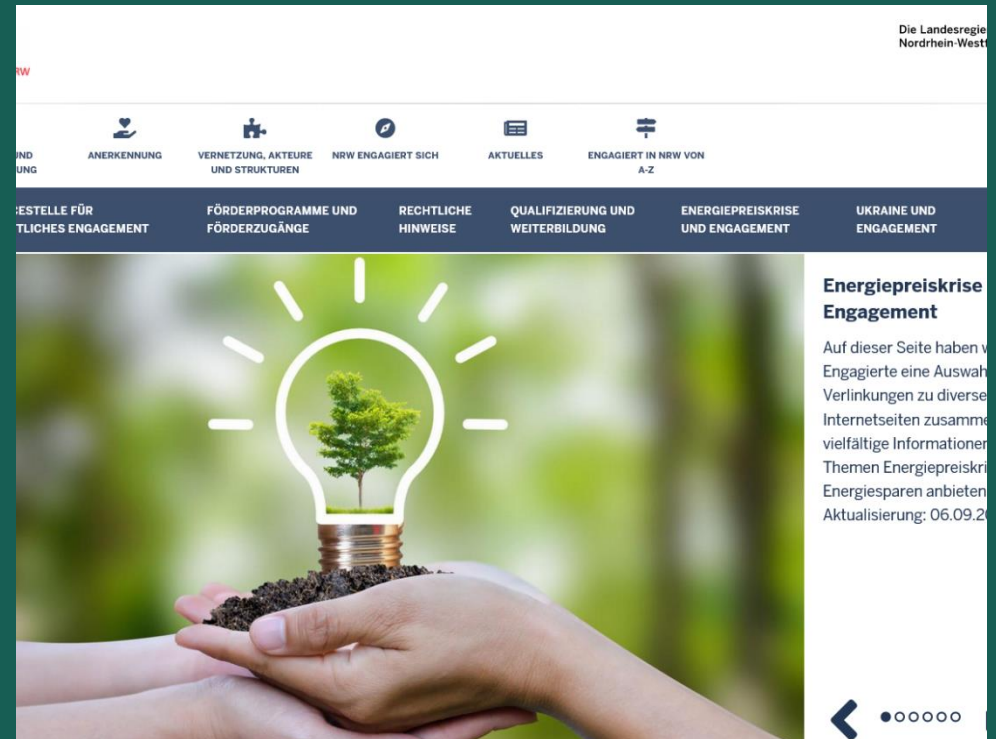 Die Landesregie
Nordrhein-Westf
RW
UND
UNG
ANERKENNUNG
VERNETZUNG, AKTEURE
UND STRUKTUREN
NRW ENGAGIERT SICH
AKTUELLES
ENGAGIERT IN NRW VON
A-Z
CESTELLE FÜR
TLICHES ENGAGEMENT
FÖRDERPROGRAMME UND
FÖRDERZUGÄNGE
RECHTLICHE
HINWEISE
QUALIFIZIERUNG UND
WEITERBILDUNG
ENERGIEPREISKRISE
UND ENGAGEMENT
UKRAINE UND
ENGAGEMENT
Energiepreiskrise
Engagement
Auf dieser Seite haben w
Engagierte eine Auswah
Verlinkungen zu diverse
Internetseiten zusamme
vielfältige Informationen
Themen Energiepreiskri
Energiesparen anbieten
Aktualisierung: 06.09.20